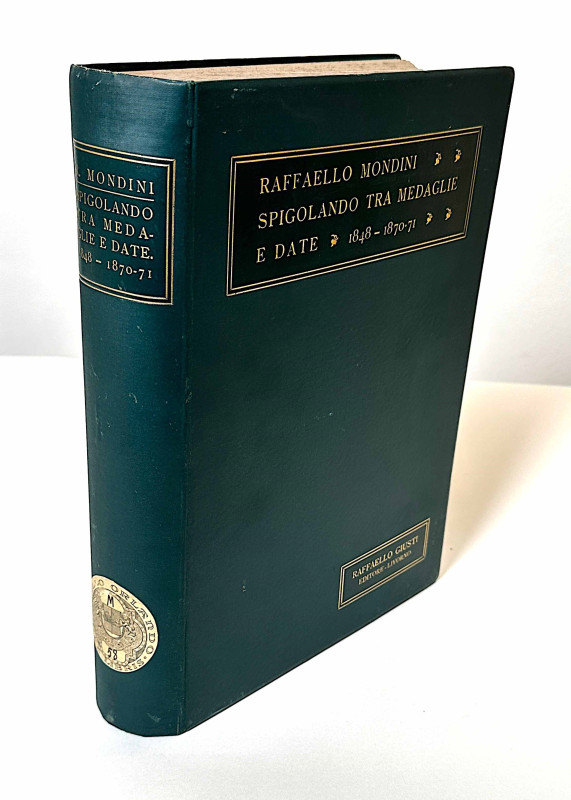 RAFFAELLO MONDINI
SPIGOLANDO TRA MEDAGLIE
E DATE 1848 - 1870-71
RAFFAELLO GIUSTI
EDITORE - LIVORNO
. MONDINI
SPIGOLANDO
TRA MEDA-
GLIE E DATE.
1848 - 1870-71
ORLANDO
M
58